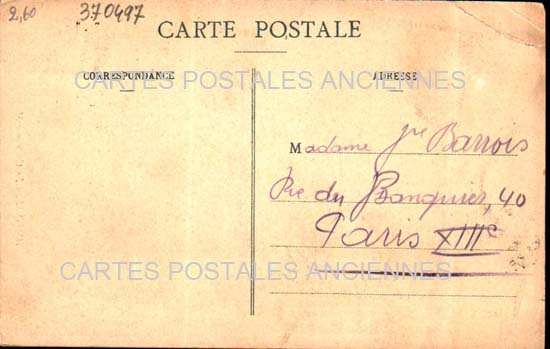 2,60
370497
CARTE POSTALE
CORRESPONDANCE
ADRESSE
CARTES POSTALES ANCIENNES
Madame Jne Barrois
Rue du Banquier, 40
Paris XIIIe
CARTES POSTALES ANCIENNES